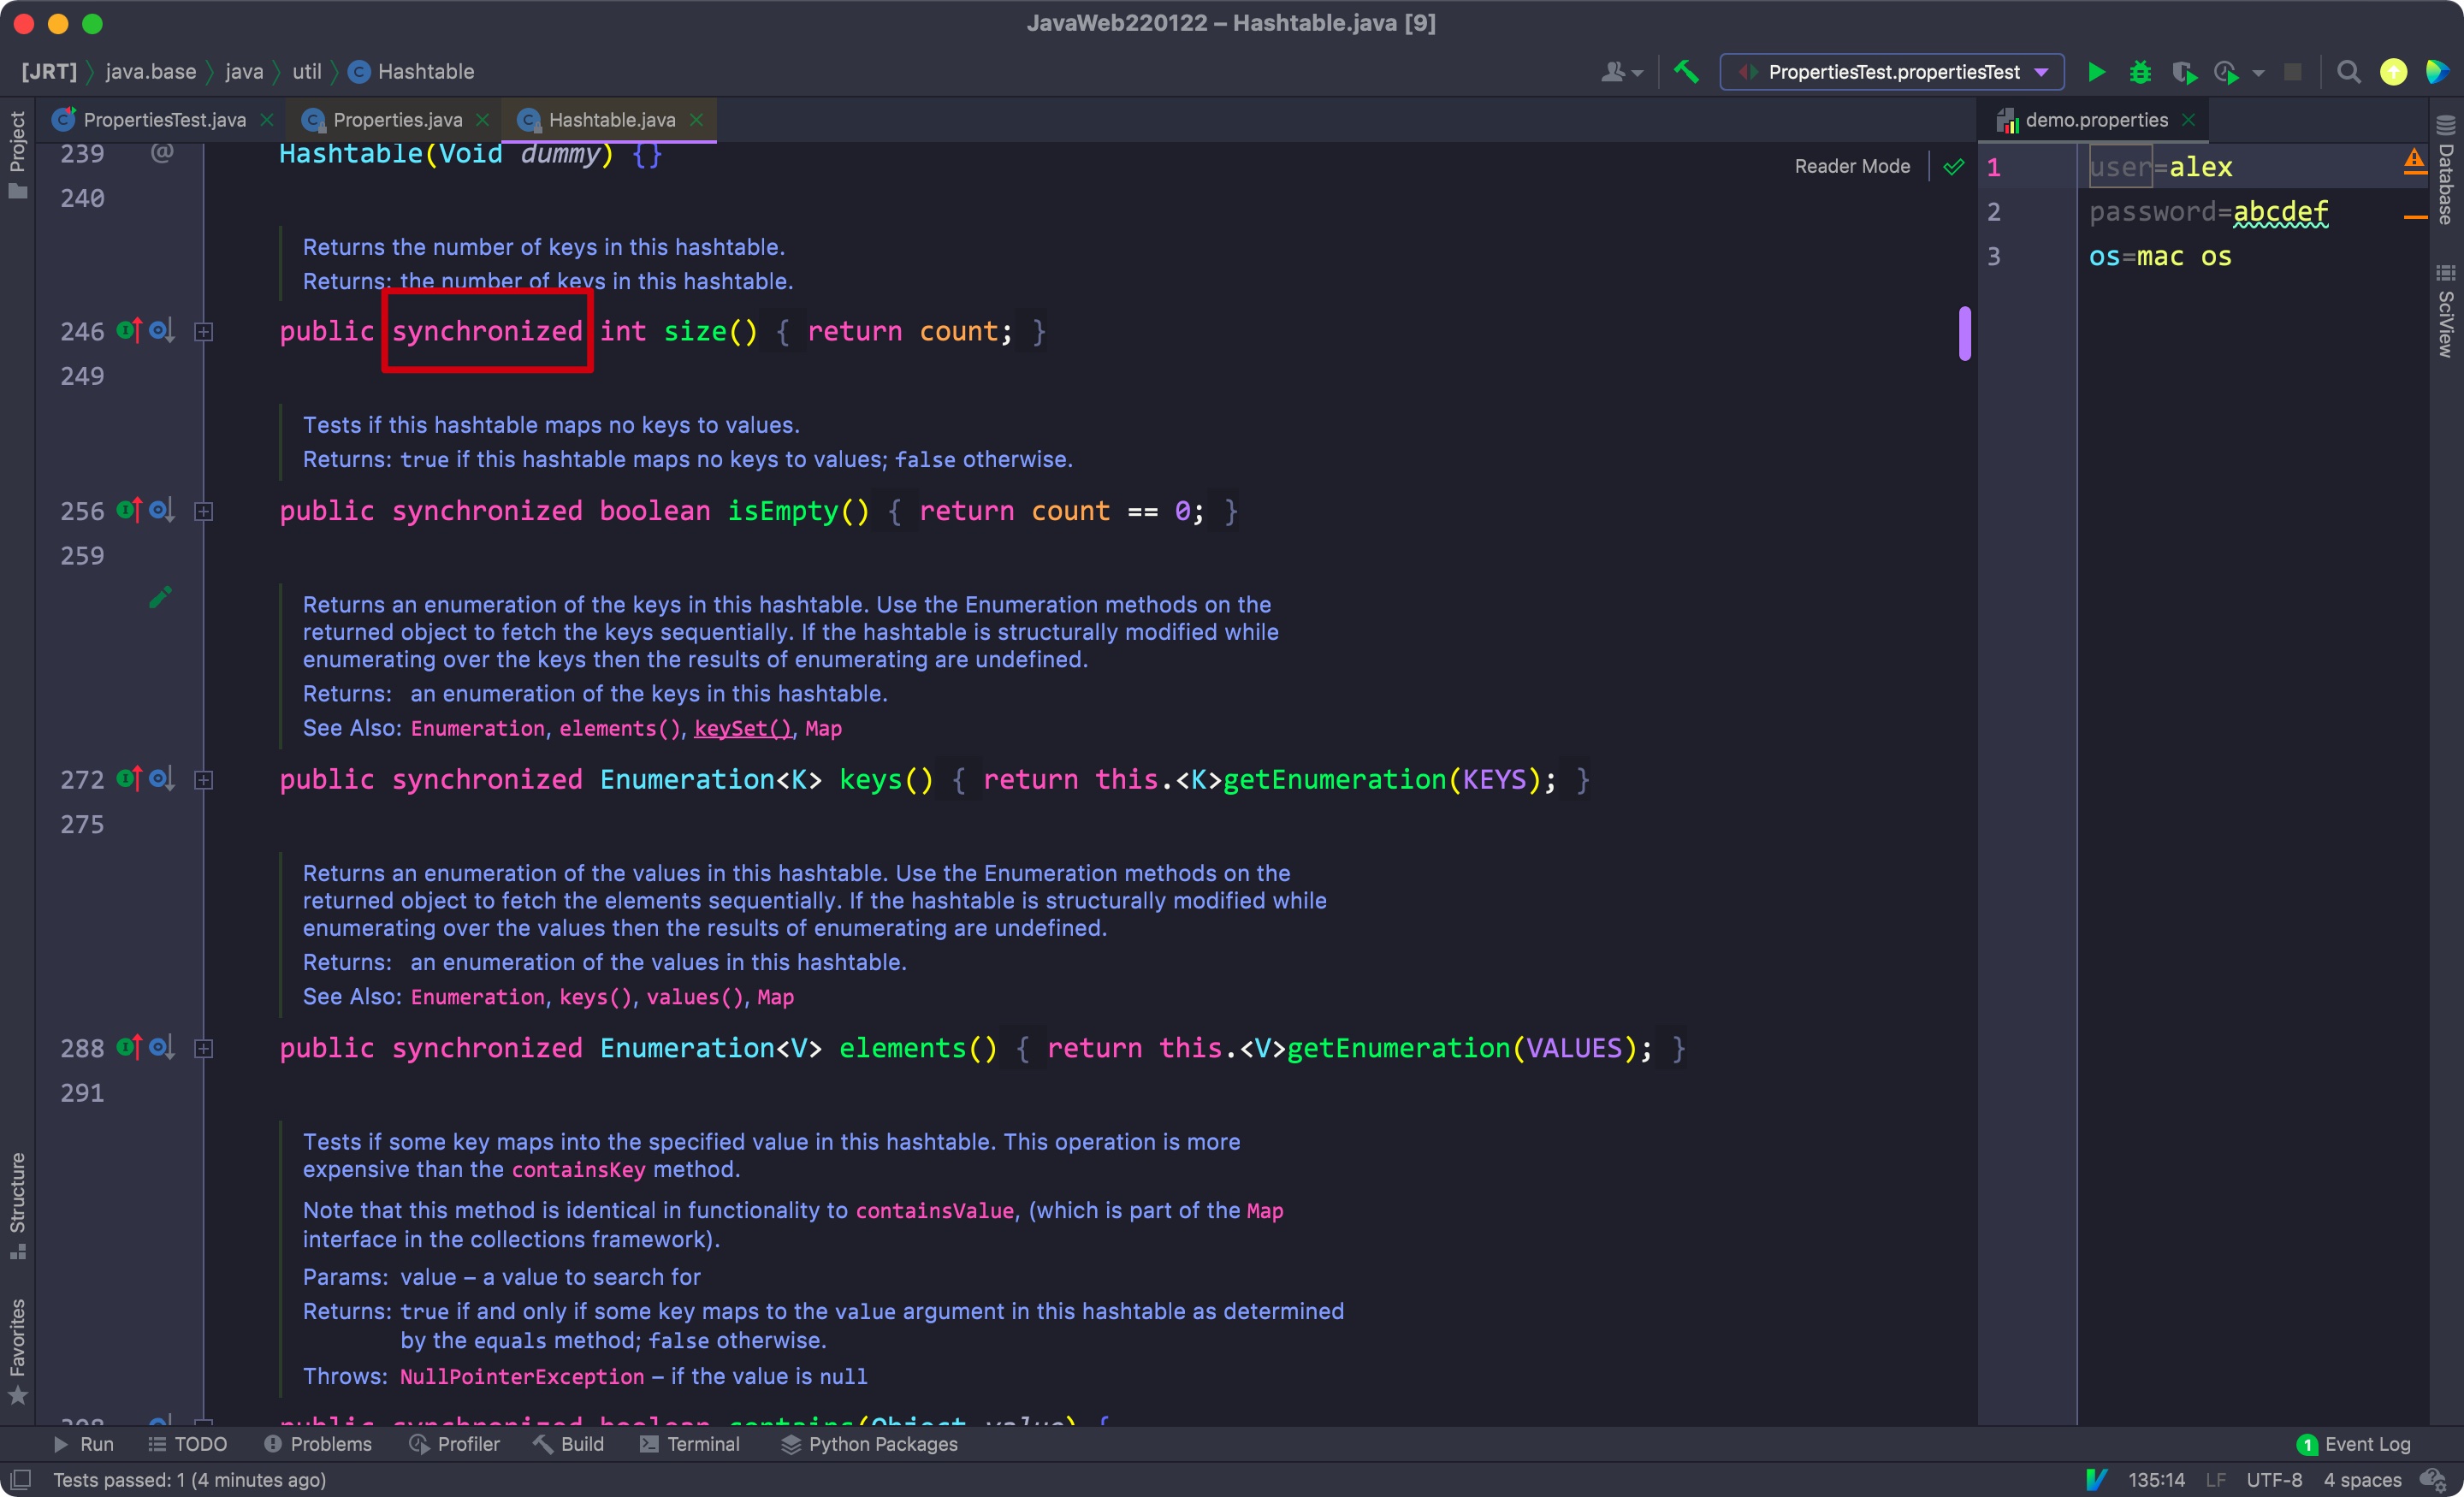 JavaWeb220122 – Hashtable.java [9]
[JRT] java.base java util Hashtable
PropertiesTest.propertiesTest
PropertiesTest.java Properties.java Hashtable.java
demo.properties
Project
Structure
Favorites
239 @ Hashtable(Void dummy) {}
Reader Mode
240
Returns the number of keys in this hashtable.
Returns: the number of keys in this hashtable.
246 public synchronized int size() { return count; }
249
Tests if this hashtable maps no keys to values.
Returns: true if this hashtable maps no keys to values; false otherwise.
256 public synchronized boolean isEmpty() { return count == 0; }
259
Returns an enumeration of the keys in this hashtable. Use the Enumeration methods on the
returned object to fetch the keys sequentially. If the hashtable is structurally modified while
enumerating over the keys then the results of enumerating are undefined.
Returns: an enumeration of the keys in this hashtable.
See Also: Enumeration, elements(), keySet(), Map
272 public synchronized Enumeration<K> keys() { return this.<K>getEnumeration(KEYS); }
275
Returns an enumeration of the values in this hashtable. Use the Enumeration methods on the
returned object to fetch the elements sequentially. If the hashtable is structurally modified while
enumerating over the values then the results of enumerating are undefined.
Returns: an enumeration of the values in this hashtable.
See Also: Enumeration, keys(), values(), Map
288 public synchronized Enumeration<V> elements() { return this.<V>getEnumeration(VALUES); }
291
Tests if some key maps into the specified value in this hashtable. This operation is more
expensive than the containsKey method.
Note that this method is identical in functionality to containsValue, (which is part of the Map
interface in the collections framework).
Params: value – a value to search for
Returns: true if and only if some key maps to the value argument in this hashtable as determined
by the equals method; false otherwise.
Throws: NullPointerException – if the value is null
308 public synchronized boolean contains(Object value) {
1 user=alex
2 password=abcdef
3 os=mac os
Database
SciView
Run TODO Problems Profiler Build Terminal Python Packages
1 Event Log
Tests passed: 1 (4 minutes ago)
135:14 LF UTF-8 4 spaces